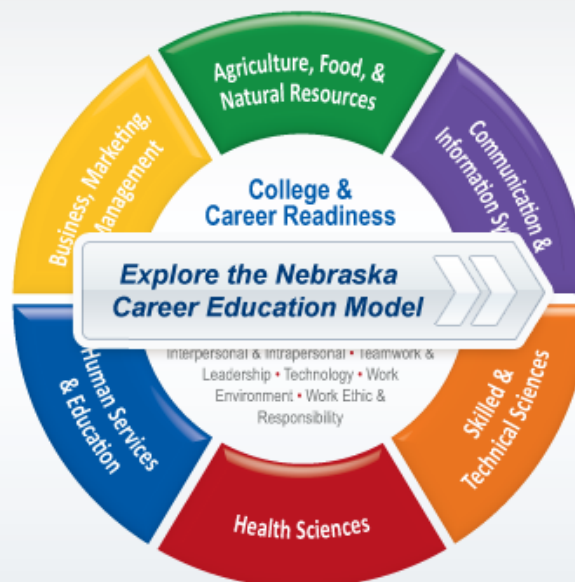 Agriculture, Food, &
Natural Resources
Communication &
Information Sy
Business, Marketing,
Management
College &
Career Readiness
Explore the Nebraska
Career Education Model
Interpersonal & Intrapersonal • Teamwork &
Leadership • Technology • Work
Environment • Work Ethic &
Responsibility
Human Services
& Education
Skilled &
Technical Sciences
Health Sciences